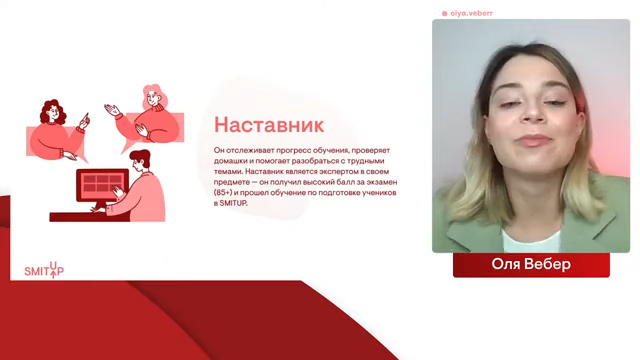 olya.veberr
Наставник
Он отслеживает прогресс обучения, проверяет
домашки и помогает разобраться с трудными
темами. Наставник является экспертом в своем
предмете — он получил высокий балл за экзамен
(85+) и прошел обучение по подготовке учеников
в SMITUP.
SMITUP
Оля Вебер